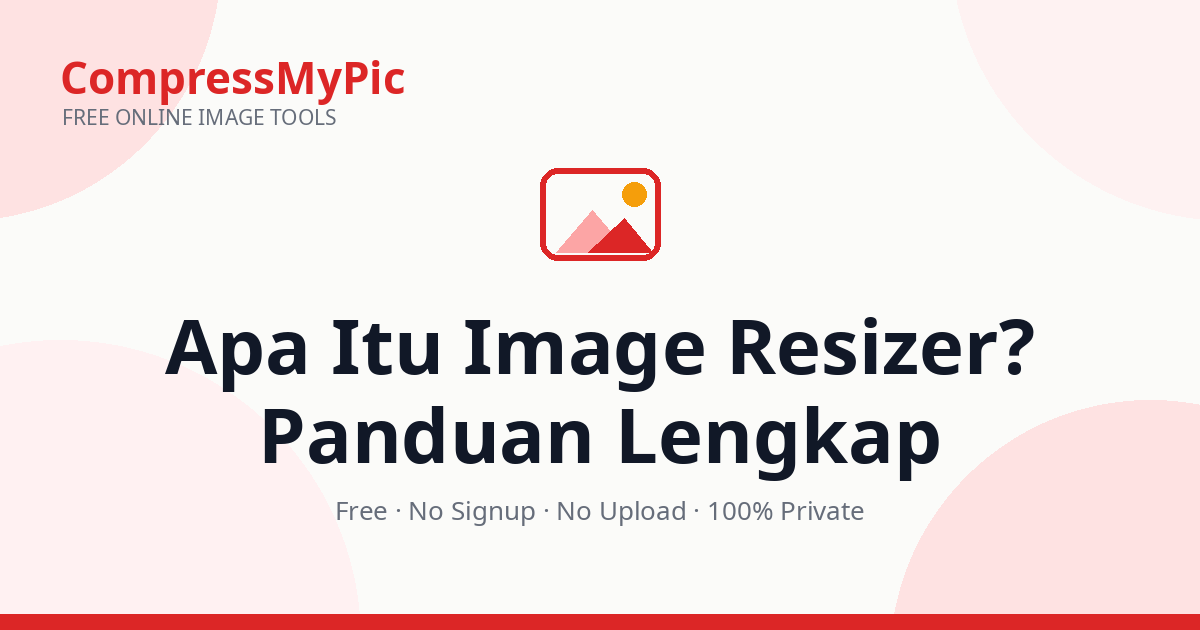 CompressMyPic
FREE ONLINE IMAGE TOOLS
Apa Itu Image Resizer?
Panduan Lengkap
Free · No Signup · No Upload · 100% Private